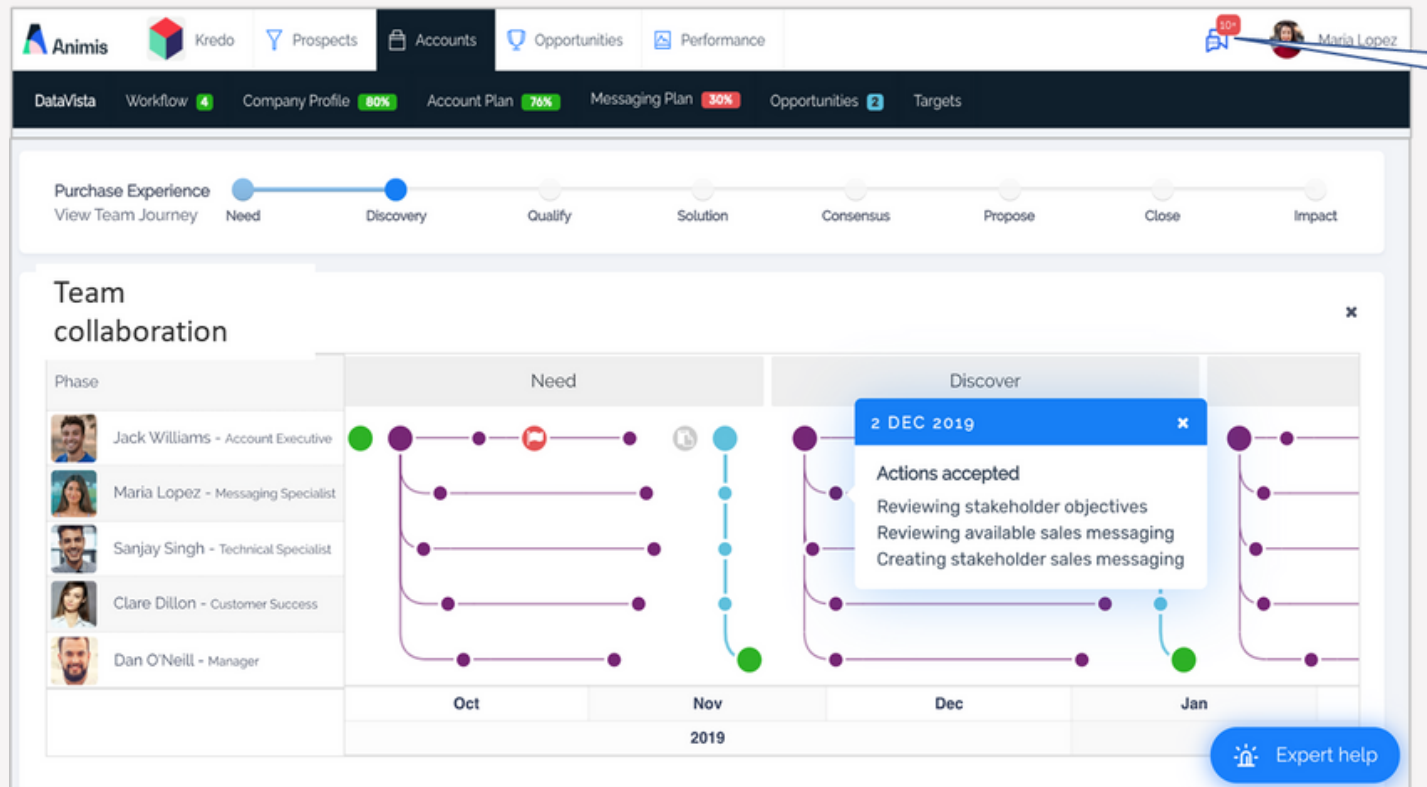 Animis
Kredo
Prospects
Accounts
Opportunities
Performance
10+
Maria Lopez
DataVista
Workflow 4
Company Profile 80%
Account Plan 76%
Messaging Plan 30%
Opportunities 2
Targets
Purchase Experience
View Team Journey
Need
Discovery
Qualify
Solution
Consensus
Propose
Close
Impact
Team
collaboration
Phase
Need
Discover
Jack Williams - Account Executive
Maria Lopez - Messaging Specialist
Sanjay Singh - Technical Specialist
Clare Dillon - Customer Success
Dan O'Neill - Manager
2 DEC 2019
Actions accepted
Reviewing stakeholder objectives
Reviewing available sales messaging
Creating stakeholder sales messaging
Oct
Nov
Dec
Jan
2019
Expert help